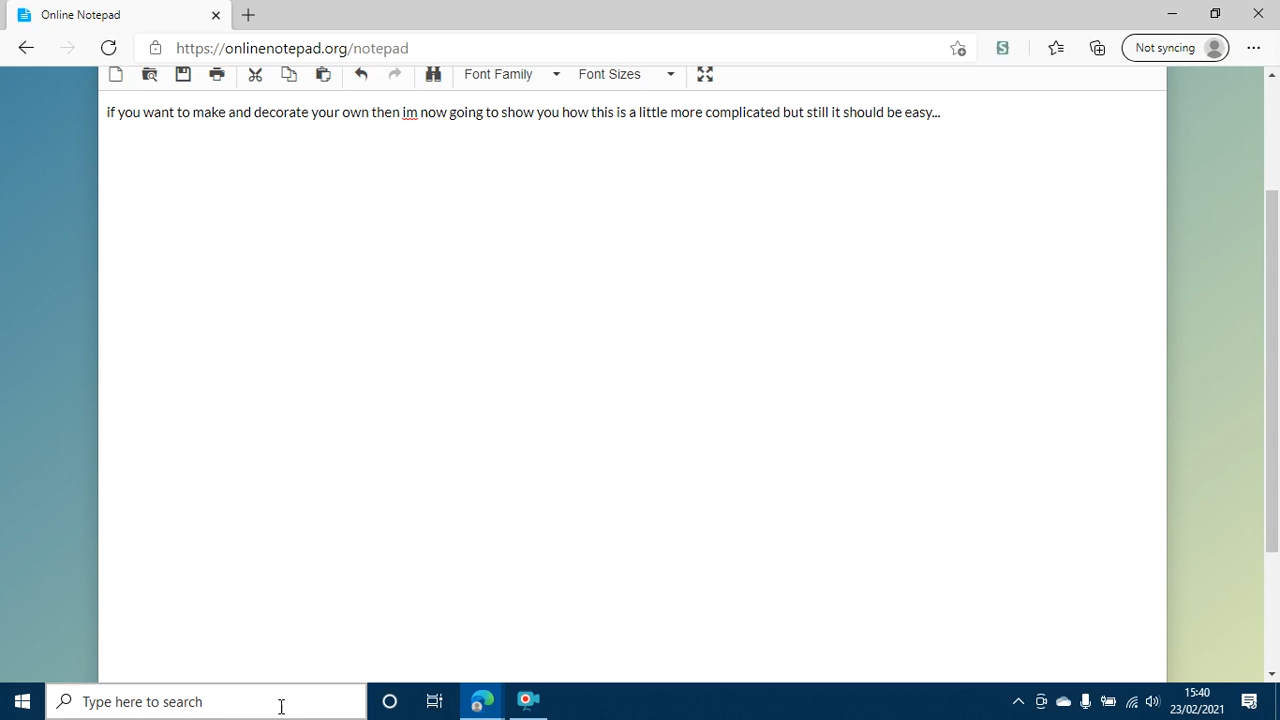 Online Notepad
https://onlinenotepad.org/notepad
Not syncing
Font Family
Font Sizes
if you want to make and decorate your own then im now going to show you how this is a little more complicated but still it should be easy...
Type here to search
15:40
23/02/2021